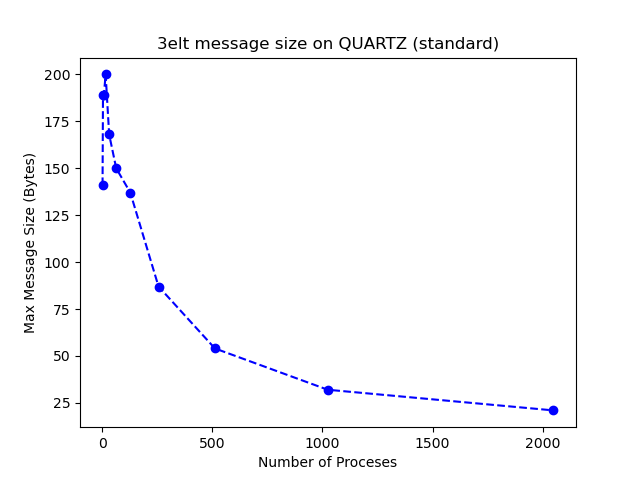 3elt message size on QUARTZ (standard)
200
175
150
125
100
75
50
25
Max Message Size (Bytes)
0 500 1000 1500 2000
Number of Proceses